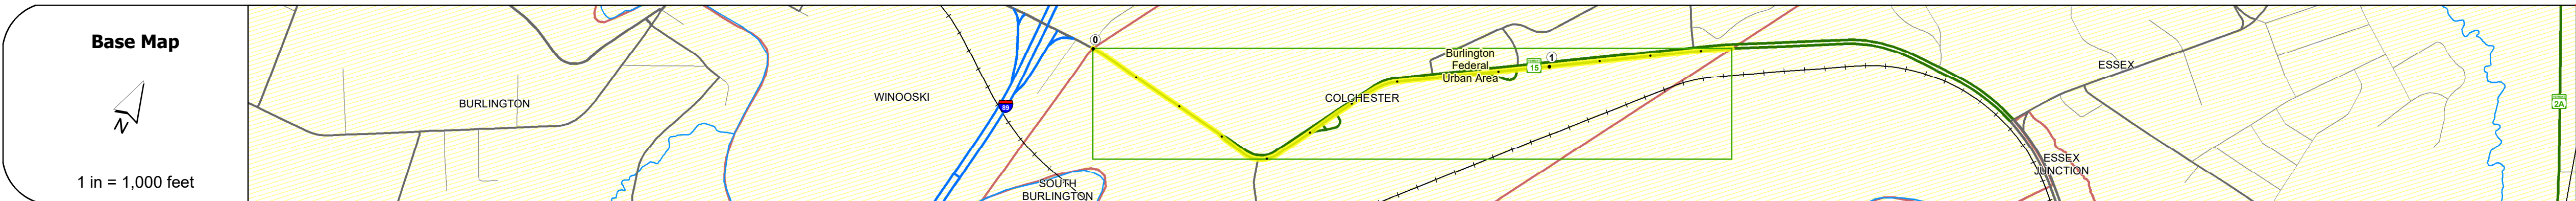 Base Map
N
1 in = 1,000 feet
BURLINGTON
WINOOSKI
89
SOUTH
BURLINGTON
0
COLCHESTER
Burlington
Federal
Urban Area
15
1
ESSEX
ESSEX
JUNCTION
2A